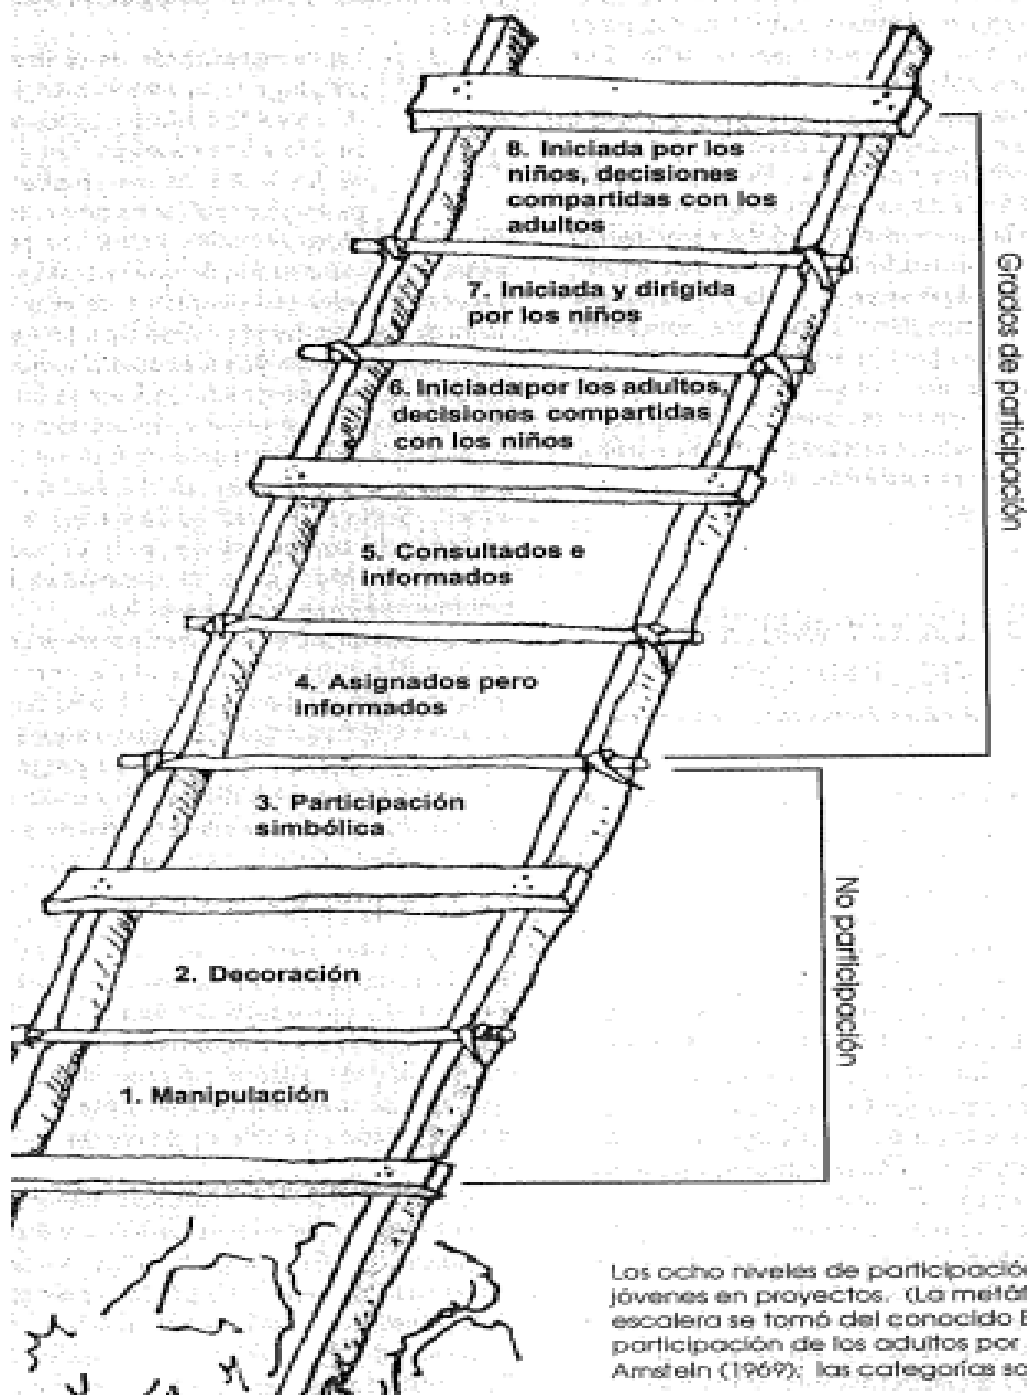 8. Iniciada por los
niños, decisiones
compartidas con los
adultos
7. Iniciada y dirigida
por los niños
6. Iniciada por los adultos,
decisiones compartidas
con los niños
5. Consultados e
informados
4. Asignados pero
informados
3. Participación
simbólica
2. Decoración
1. Manipulación
Grados de participación
No participación
Los ocho niveles de participación
jóvenes en proyectos. (La
escalera se tomó del conocido
participación de los adultos por
Arnstein (1969); las categorías